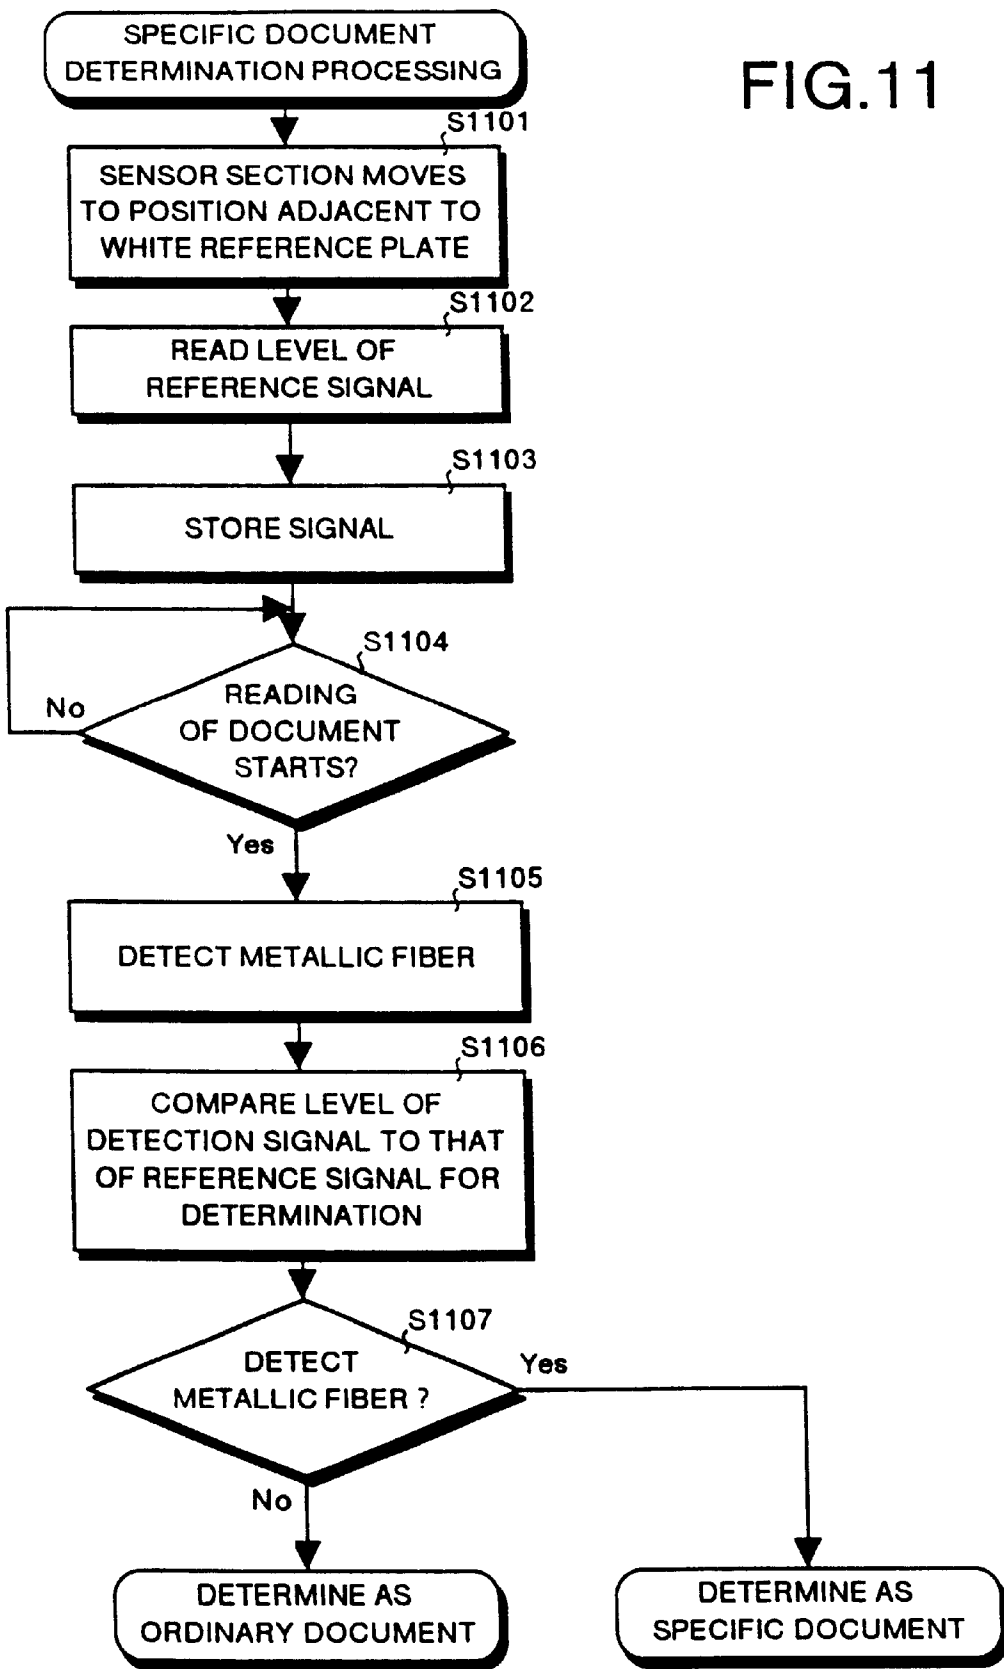 SPECIFIC DOCUMENT
DETERMINATION PROCESSING
FIG.11
S1101
SENSOR SECTION MOVES
TO POSITION ADJACENT TO
WHITE REFERENCE PLATE
S1102
READ LEVEL OF
REFERENCE SIGNAL
S1103
STORE SIGNAL
S1104
READING
OF DOCUMENT
STARTS?
No
Yes
S1105
DETECT METALLIC FIBER
S1106
COMPARE LEVEL OF
DETECTION SIGNAL TO THAT
OF REFERENCE SIGNAL FOR
DETERMINATION
S1107
DETECT
METALLIC FIBER ?
Yes
No
DETERMINE AS
ORDINARY DOCUMENT
DETERMINE AS
SPECIFIC DOCUMENT